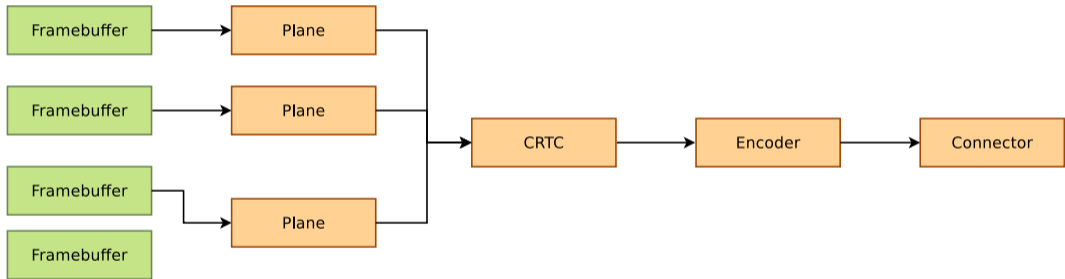 Framebuffer
Plane
Framebuffer
Plane
CRTC
Encoder
Connector
Framebuffer
Plane
Framebuffer